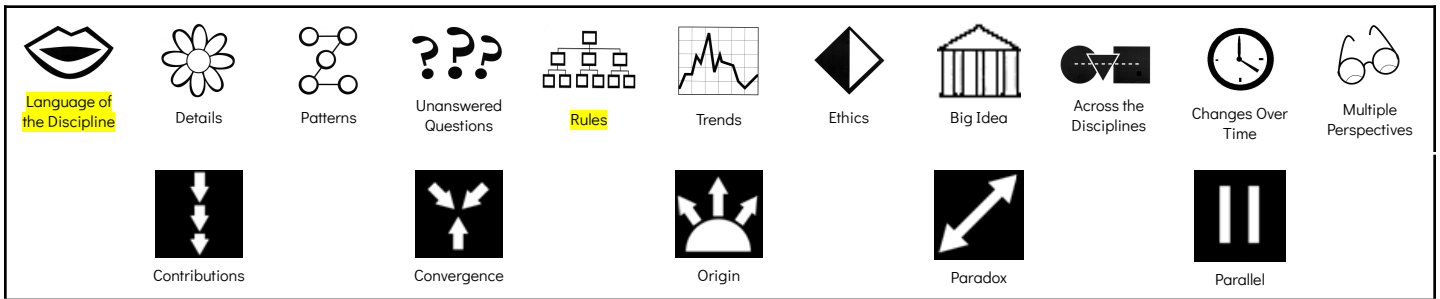 Language of
the Discipline
Details
Patterns
???
Unanswered
Questions
Rules
Trends
Ethics
Big Idea
Across the
Disciplines
Changes Over
Time
Multiple
Perspectives
Contributions
Convergence
Origin
Paradox
Parallel